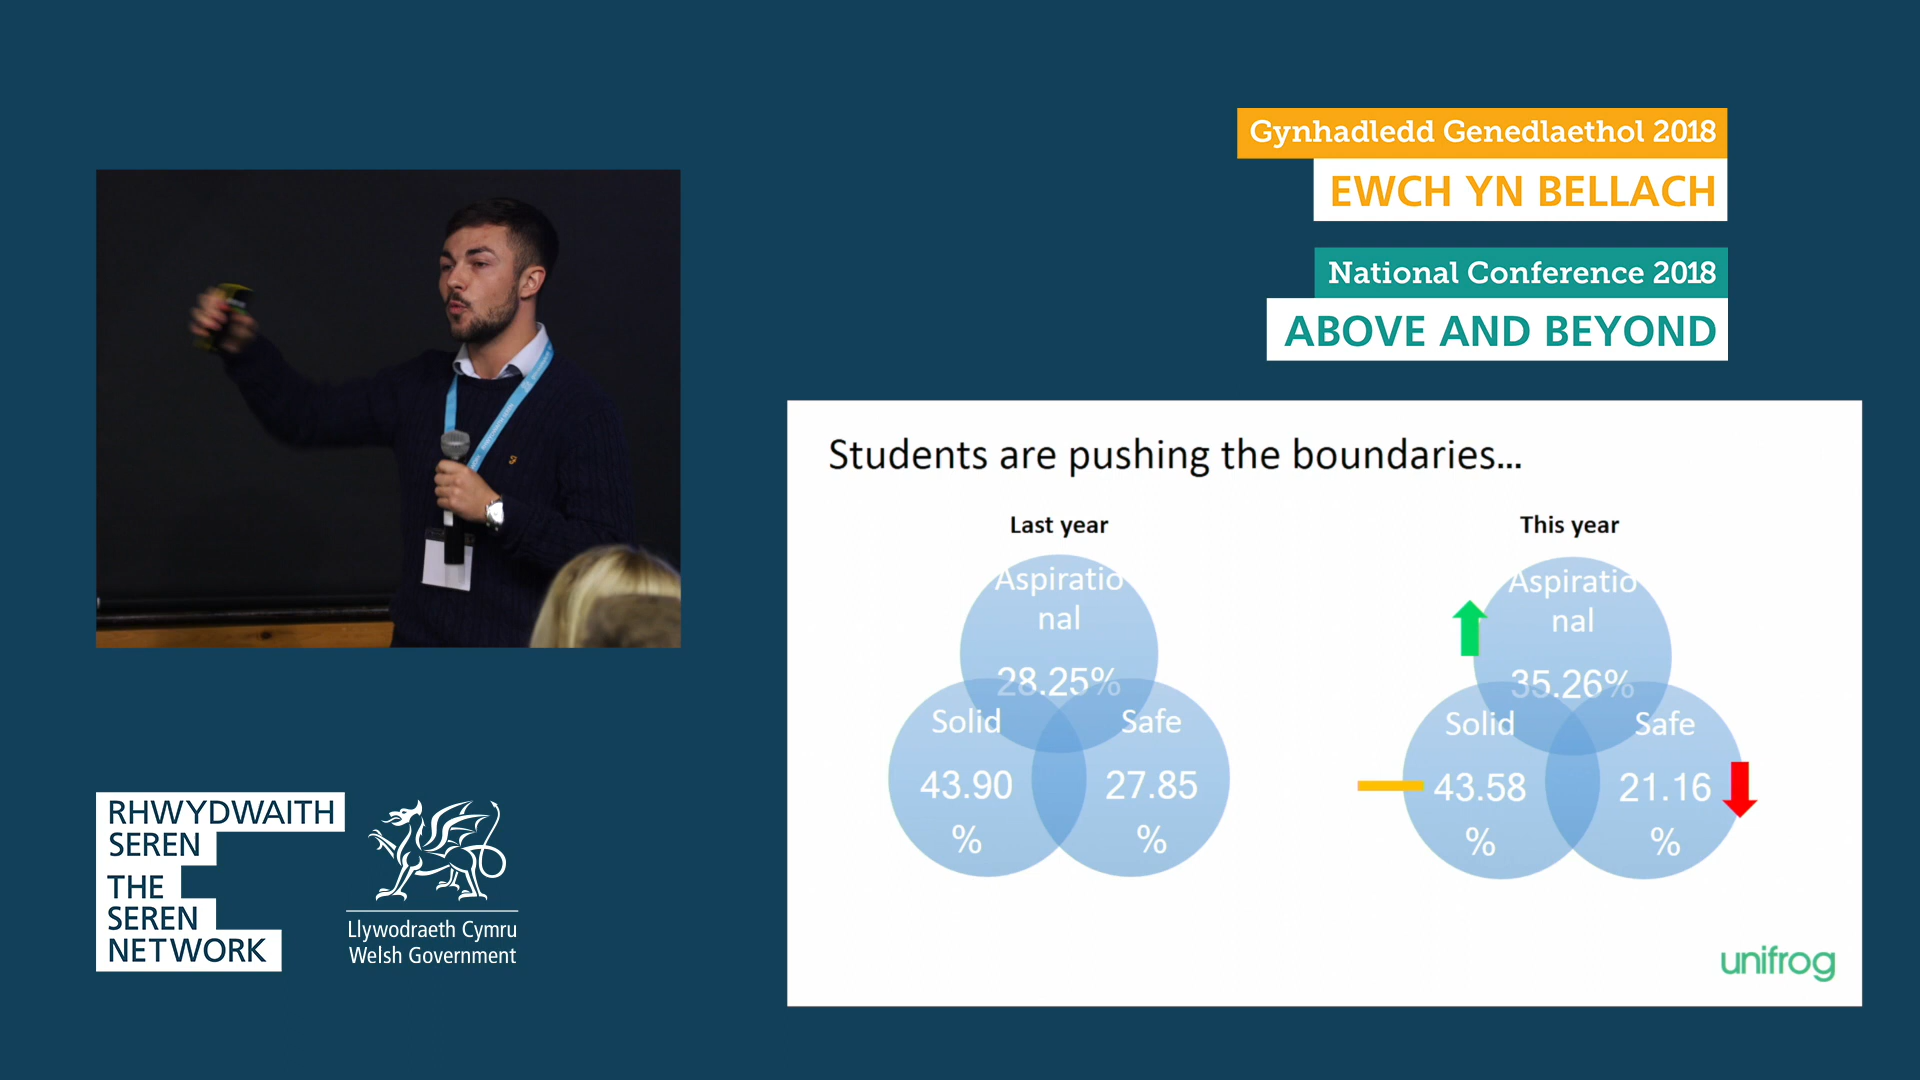 Gynhadledd Genedlaethol 2018
EWCH YN BELLACH
National Conference 2018
ABOVE AND BEYOND
Students are pushing the boundaries...
Last year
Aspiratio
nal
28.25%
Solid
43.90
%
Safe
27.85
%
This year
Aspiratio
nal
35.26%
Solid
43.58
%
Safe
21.16
%
unifrog
RHWYDWAITH
SEREN
THE
SEREN
NETWORK
Llywodraeth Cymru
Welsh Government